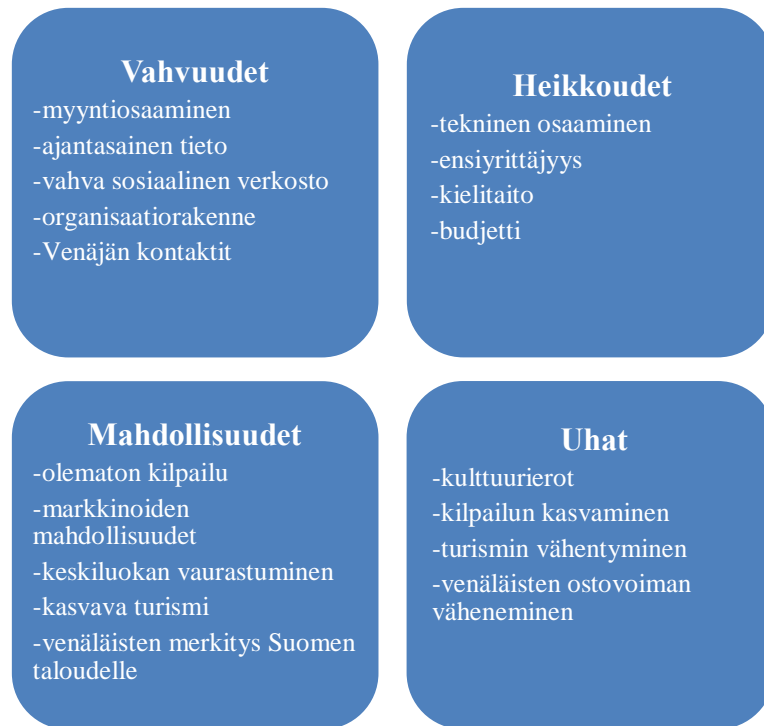 Vahvuudet
-myyntiosaaminen
-ajantasainen tieto
-vahva sosiaalinen verkosto
-organisaatiorakenne
-Venäjän kontaktit
Heikkoudet
-tekninen osaaminen
-ensiyrittäjyys
-kielitaito
-budjetti
Mahdollisuudet
-olematon kilpailu
-markkinoiden
mahdollisuudet
-keskiluokan vaurastuminen
-kasvava turismi
-venäläisten merkitys Suomen
taloudelle
Uhat
-kulttuurierot
-kilpailun kasvaminen
-turismin vähentyminen
-venäläisten ostovoiman
väheneminen